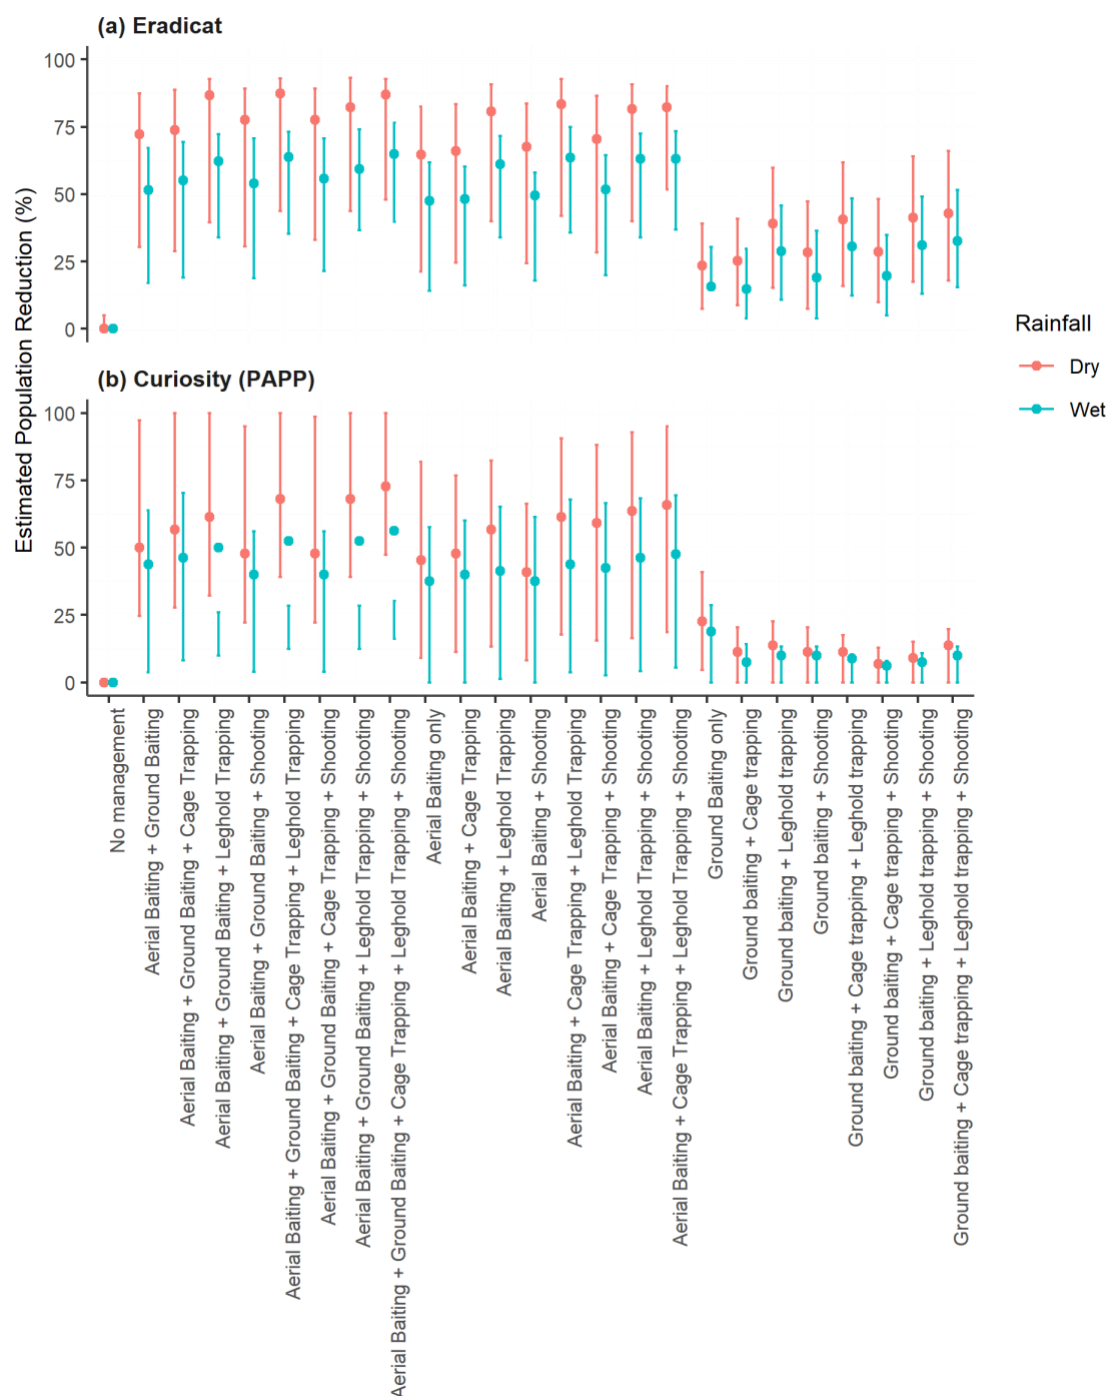 (a) Eradicat
100
75
50
25
0
Estimated Population Reduction (%)
(b) Curiosity (PAPP)
100
75
50
25
0
Rainfall
Dry
Wet
No management
Aerial Baiting + Ground Baiting
Aerial Baiting + Ground Baiting + Cage Trapping
Aerial Baiting + Ground Baiting + Leghold Trapping
Aerial Baiting + Ground Baiting + Shooting
Aerial Baiting + Ground Baiting + Cage Trapping + Leghold Trapping
Aerial Baiting + Ground Baiting + Cage Trapping + Shooting
Aerial Baiting + Ground Baiting + Leghold Trapping + Shooting
Aerial Baiting + Ground Baiting + Cage Trapping + Leghold Trapping + Shooting
Aerial Baiting only
Aerial Baiting + Cage Trapping
Aerial Baiting + Leghold Trapping
Aerial Baiting + Shooting
Aerial Baiting + Cage Trapping + Leghold Trapping
Aerial Baiting + Cage Trapping + Shooting
Aerial Baiting + Leghold Trapping + Shooting
Aerial Baiting + Cage Trapping + Leghold Trapping + Shooting
Ground Baiting only
Ground baiting + Cage trapping
Ground baiting + Leghold trapping
Ground baiting + Shooting
Ground baiting + Cage trapping + Leghold trapping
Ground baiting + Cage trapping + Shooting
Ground baiting + Leghold trapping + Shooting
Ground baiting + Cage trapping + Leghold trapping + Shooting